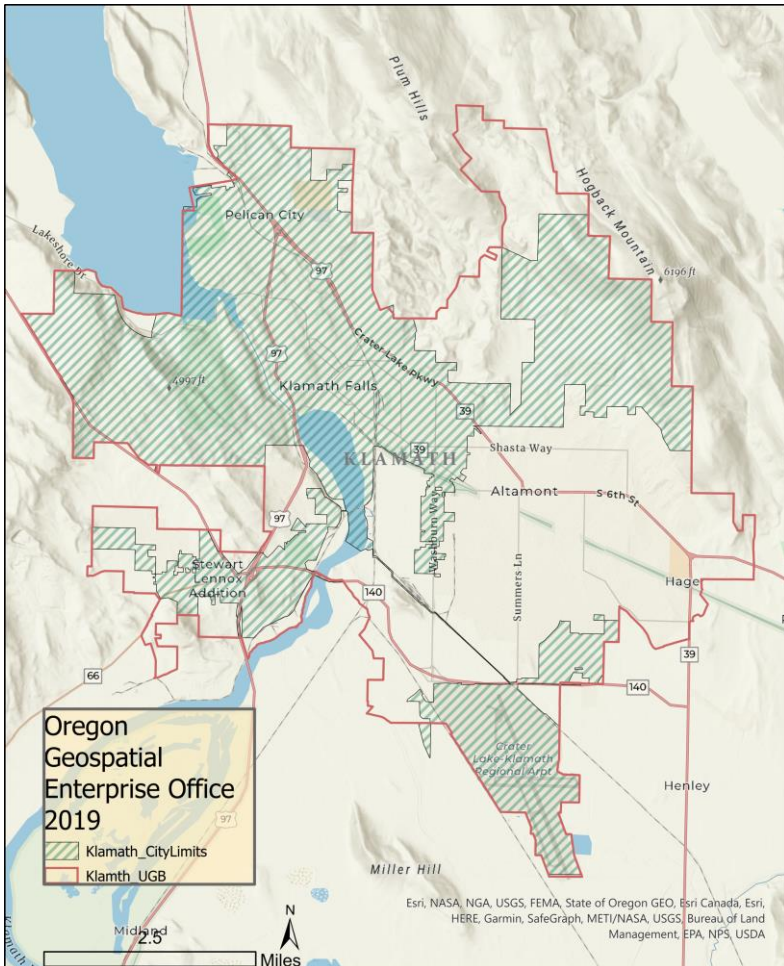 Plum Hills
Hogback Mountain
Pelican City
6196 ft
97
Lakeshore Dr
Crater Lake Pkwy
97
4997 ft
Klamath Falls
39
39
KLAMATH
Shasta Way
Altamont
S 6th St
Washburn Way
97
Stewart
Lennox
Addition
Summers Ln
Hage
140
66
39
140
Oregon
Geospatial
Enterprise Office
2019
Klamath_CityLimits
Klamth_UGB
97
Crater
Lake-Klamath
Regional Arpt
Henley
Miller Hill
Esri, NASA, NGA, USGS, FEMA, State of Oregon GEO, Esri Canada, Esri,
HERE, Garmin, SafeGraph, METI/NASA, USGS, Bureau of Land
Management, EPA, NPS, USDA
N
Midland
2.5
Miles
Klamath